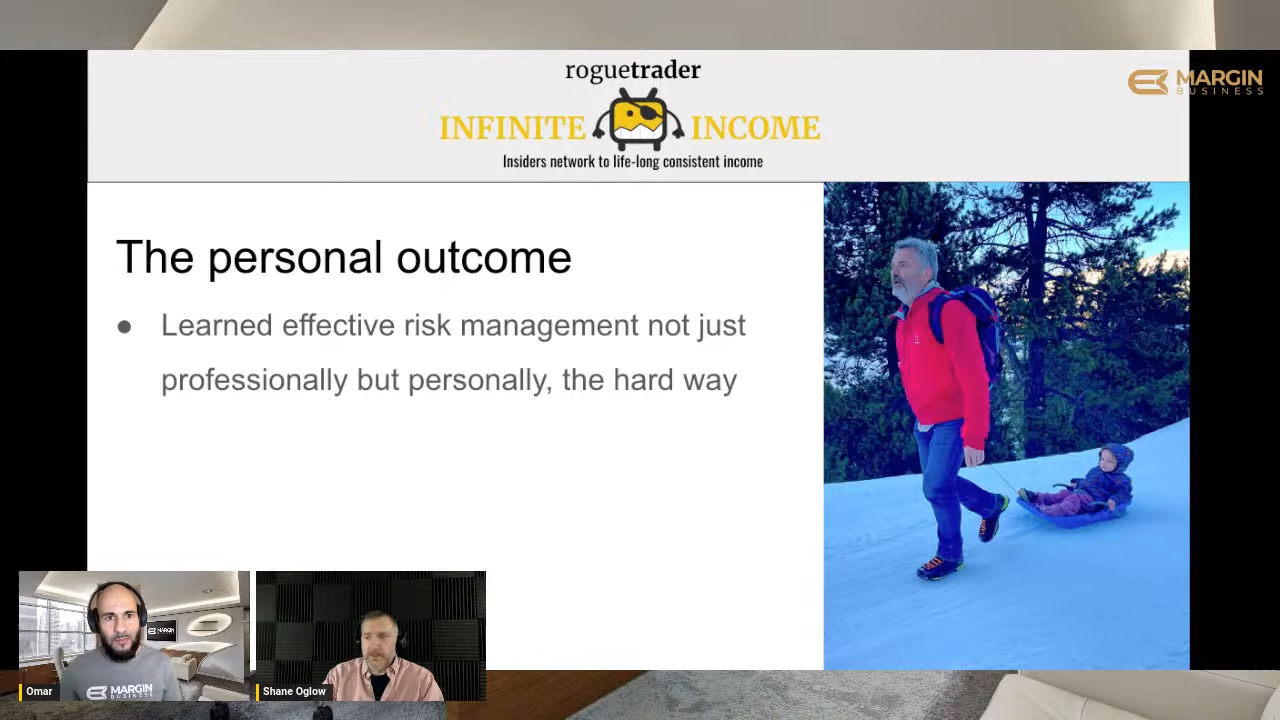 roguetrader
INFINITE INCOME
Insiders network to life-long consistent income
MARGIN
BUSINESS
The personal outcome
● Learned effective risk management not just
professionally but personally, the hard way
MARGIN
MARGIN
BUSINESS
Omar
Shane Oglow